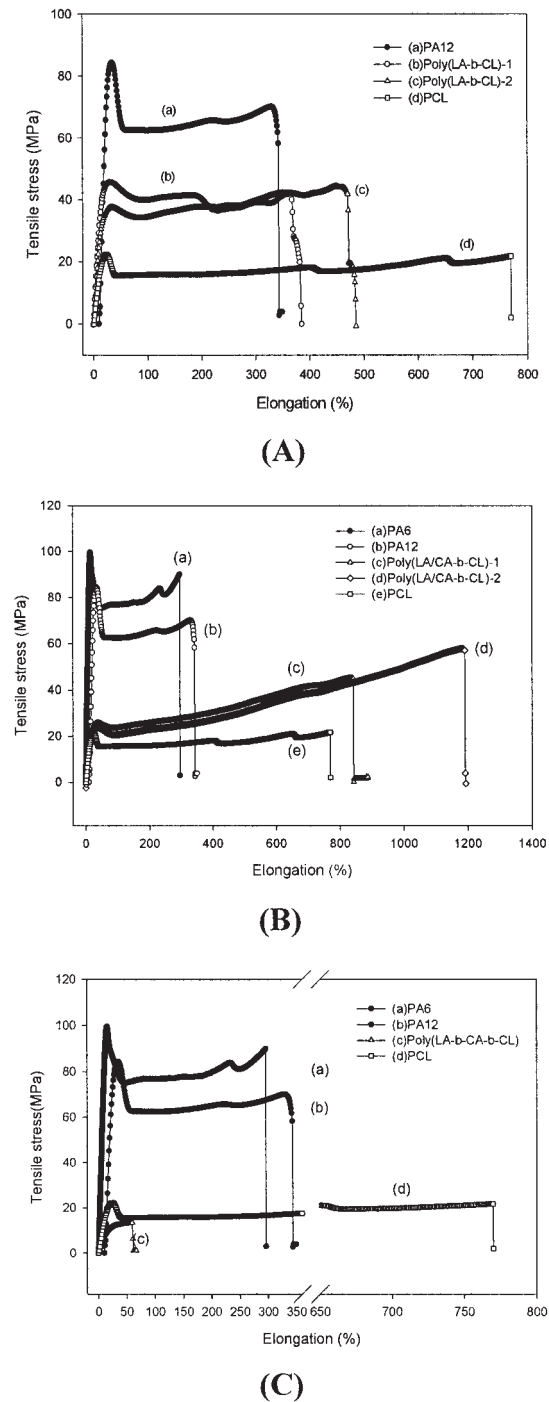 120
100
80
60
40
20
0
Tensile stress (MPa)
(a)PA12
(b)Poly(LA-b-CL)-1
(c)Poly(LA-b-CL)-2
(d)PCL
(a)
(b)
(c)
(d)
0 100 200 300 400 500 600 700 800
Elongation (%)
(A)
120
100
80
60
40
20
0
Tensile stress (MPa)
(a)PA6
(b)PA12
(c)Poly(LA/CA-b-CL)-1
(d)Poly(LA/CA-b-CL)-2
(e)PCL
(a)
(b)
(c)
(d)
(e)
0 200 400 600 800 1000 1200 1400
Elongation (%)
(B)
120
100
80
60
40
20
0
Tensile stress(MPa)
(a)PA6
(b)PA12
(c)Poly(LA-b-CA-b-CL)
(d)PCL
(a)
(b)
(d)
c)
0 50 100 150 200 250 300 350 650 700 750 800
Elongation (%)
(C)